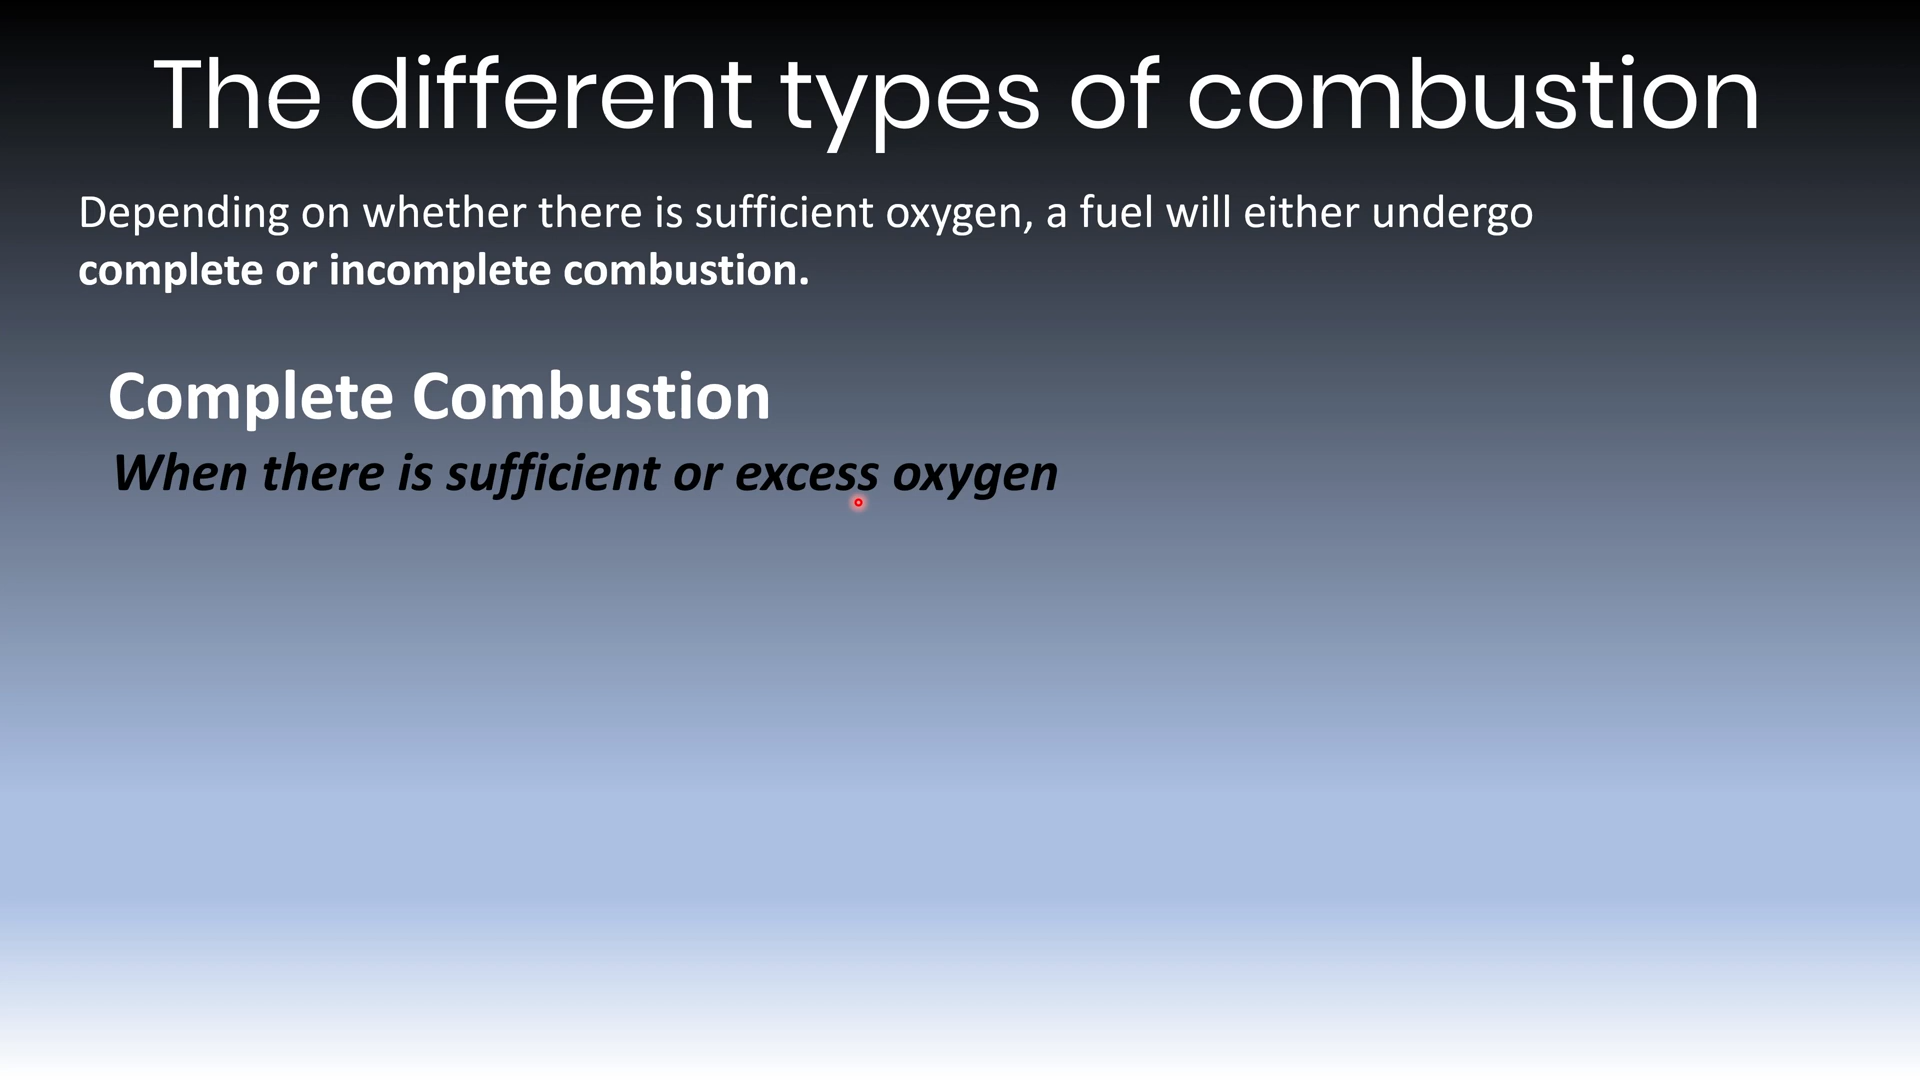 The different types of combustion
Depending on whether there is sufficient oxygen, a fuel will either undergo
complete or incomplete combustion.
Complete Combustion
When there is sufficient or excess oxygen